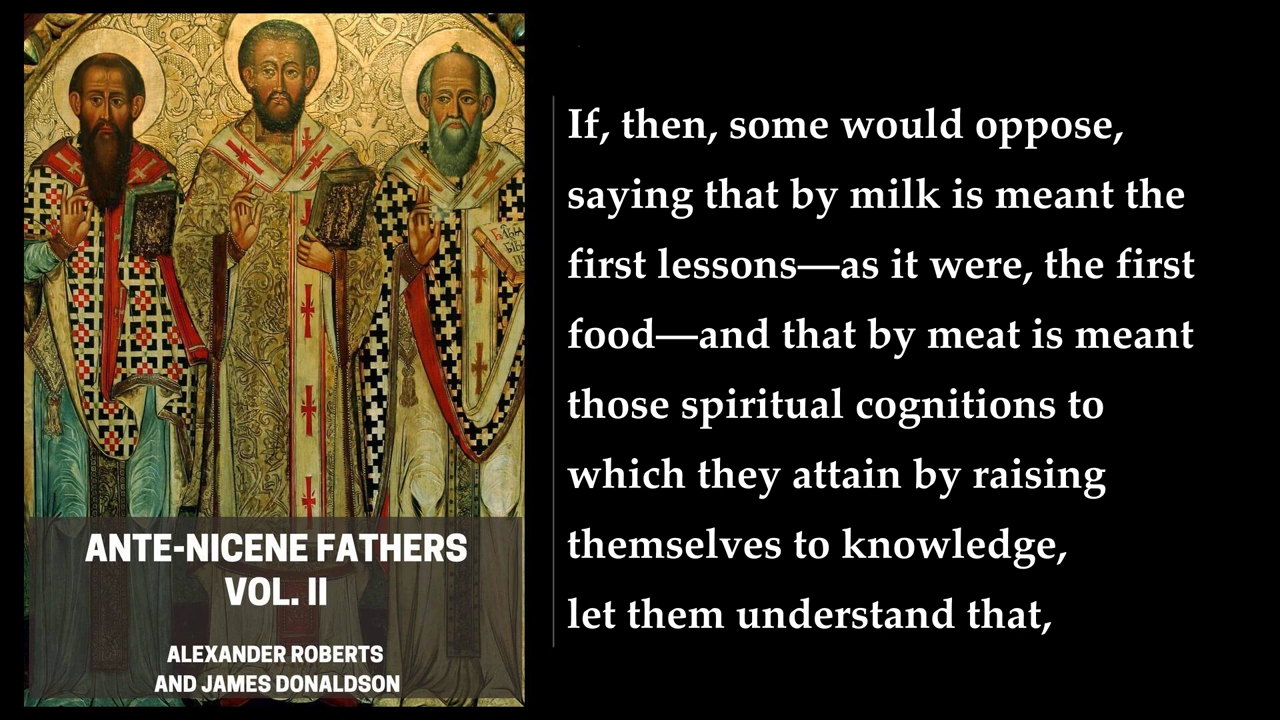 ANTE-NICENE FATHERS
VOL. II
ALEXANDER ROBERTS
AND JAMES DONALDSON
If, then, some would oppose,
saying that by milk is meant the
first lessons—as it were, the first
food—and that by meat is meant
those spiritual cognitions to
which they attain by raising
themselves to knowledge,
let them understand that,